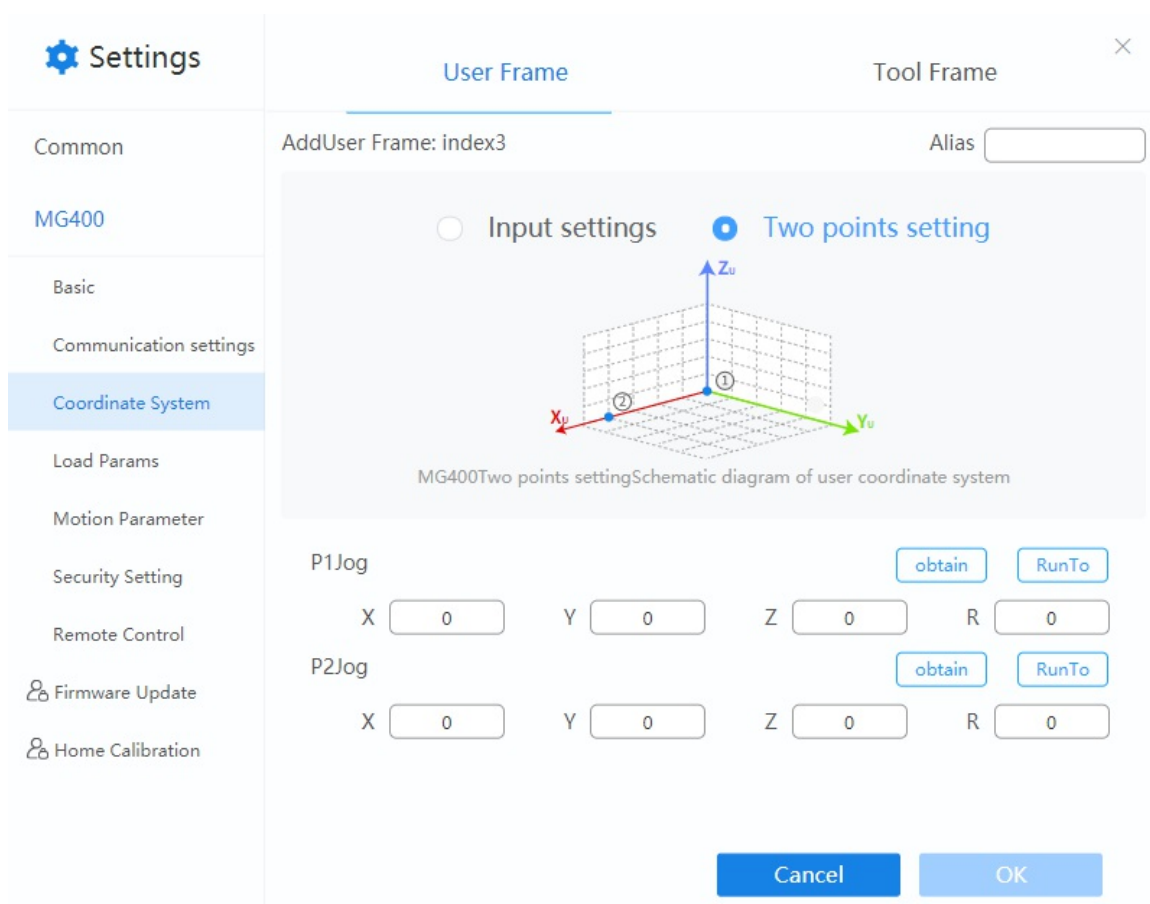 Settings
User Frame
Tool Frame
Common
AddUser Frame: index3
Alias
MG400
Input settings
Two points setting
Basic
Communication settings
Coordinate System
Load Params
Motion Parameter
Security Setting
Remote Control
Firmware Update
Home Calibration
ZU
①
②
XU
YU
MG400Two points settingSchematic diagram of user coordinate system
P1Jog
obtain
RunTo
X 0 Y 0 Z 0 R 0
P2Jog
obtain
RunTo
X 0 Y 0 Z 0 R 0
Cancel
OK